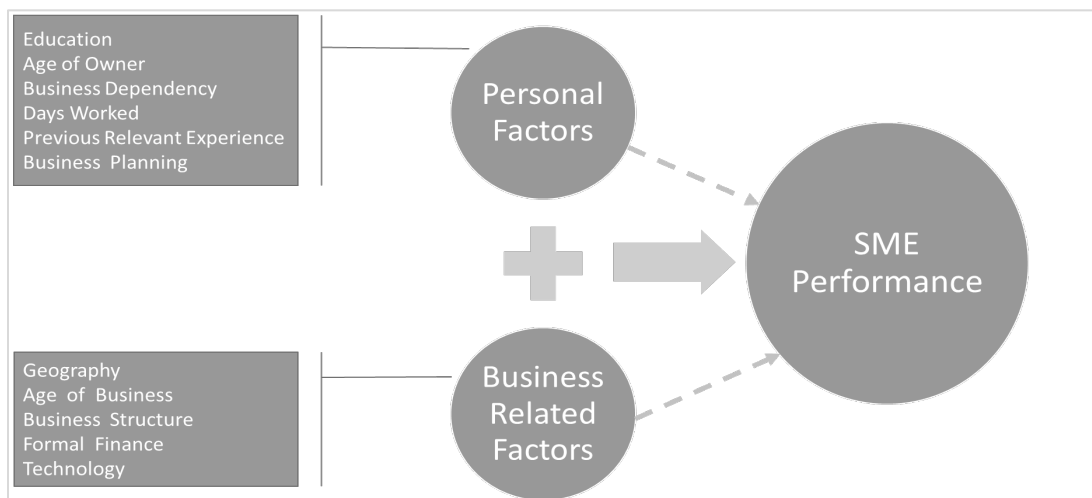 Education
Age of Owner
Business Dependency
Days Worked
Previous Relevant Experience
Business Planning
Personal
Factors
SME
Performance
Geography
Age of Business
Business Structure
Formal Finance
Technology
Business
Related
Factors